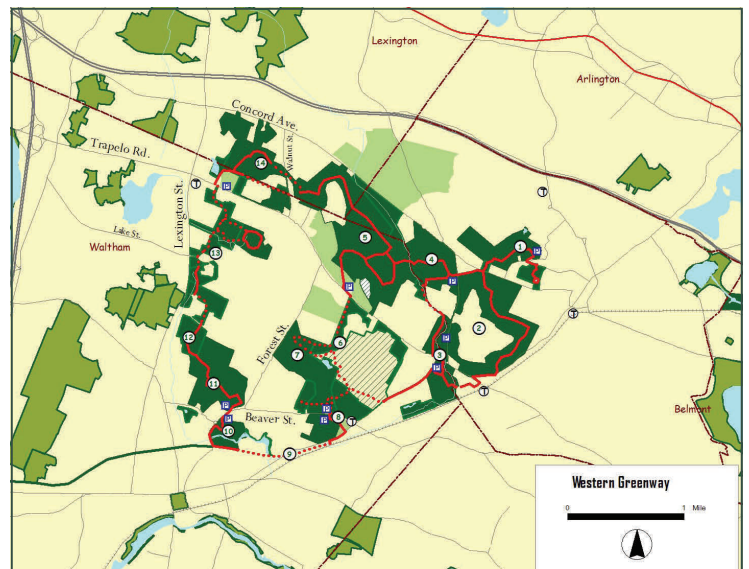 Lexington
Arlington
Concord Ave.
Walnut St.
Trapelo Rd.
14
P
T
T
Lexington St.
Lake St.
Waltham
5
4
1
P
13
P
P
T
12
Forest St.
6
7
2
P
3
P
11
T
P
P
Beaver St.
8
P
P
T
10
9
Belmont
Western Greenway
0 1 Mile